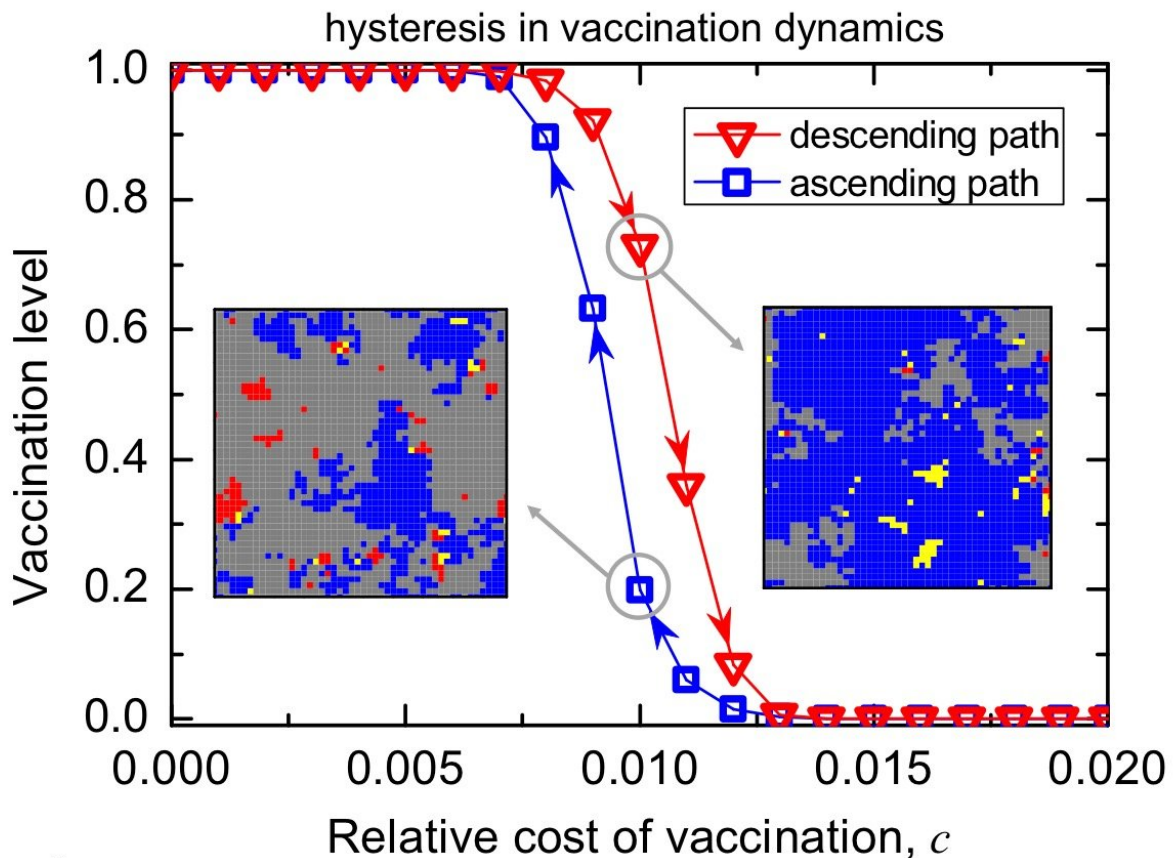 hysteresis in vaccination dynamics
1.0
0.8
0.6
0.4
0.2
0.0
Vaccination level
descending path
ascending path
0.000 0.005 0.010 0.015 0.020
Relative cost of vaccination, c